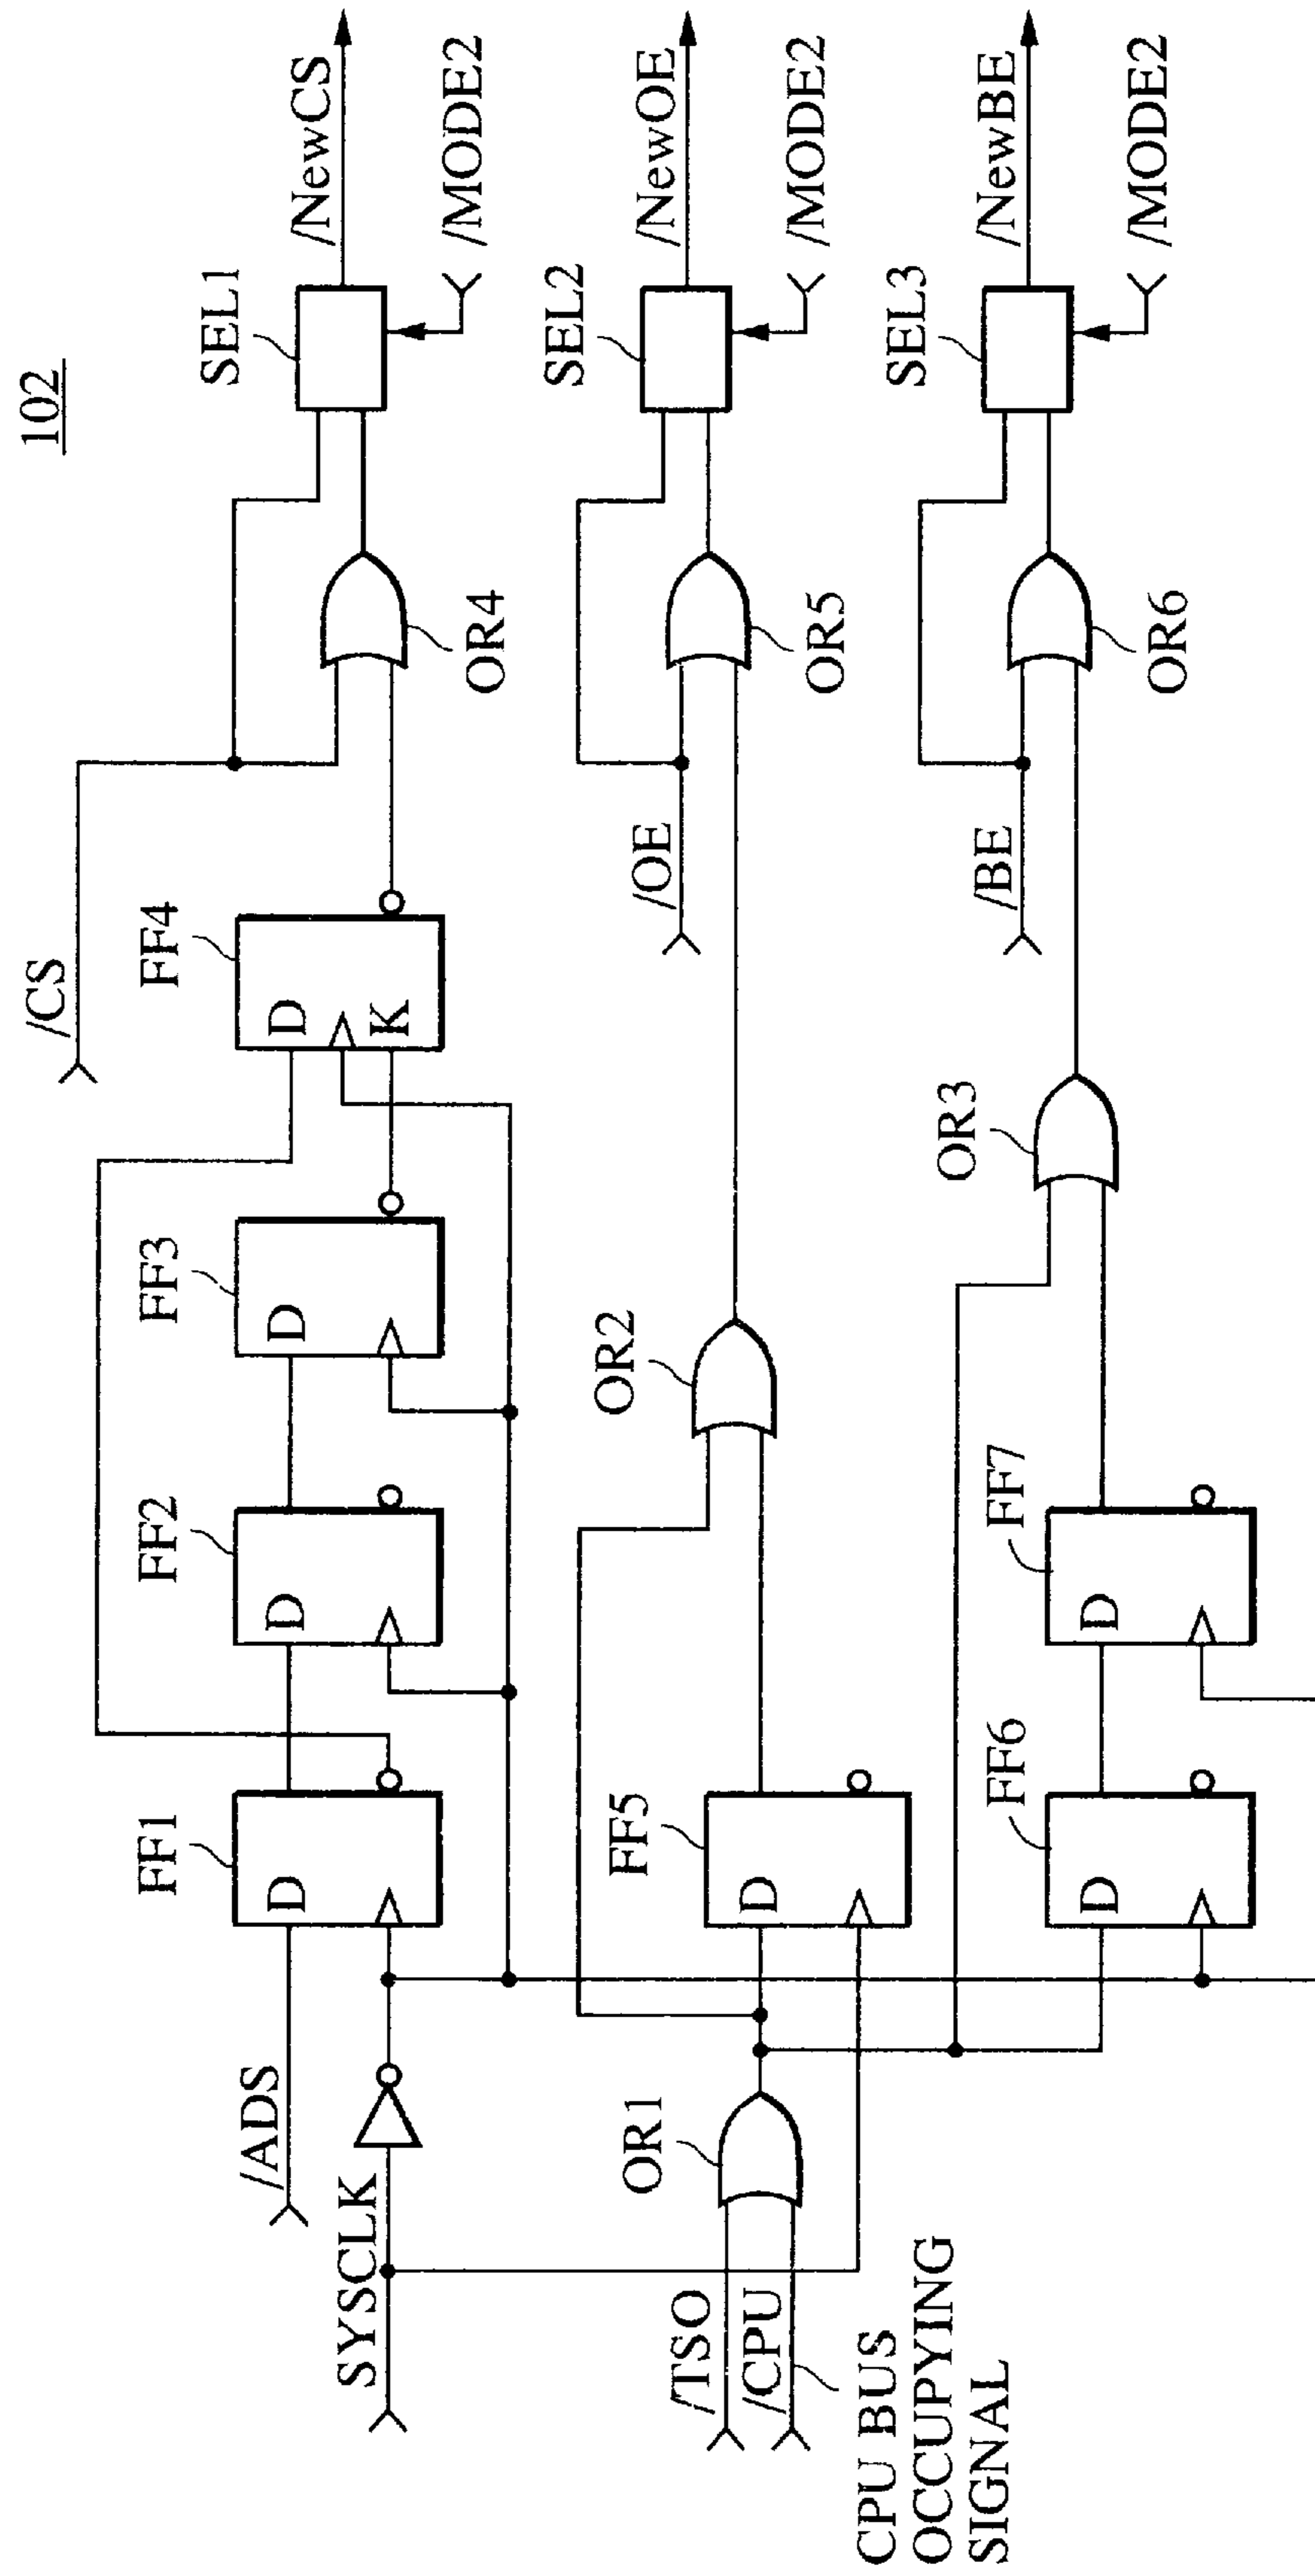 102
/CS
/ADS
SYSCLK
FF1
D
FF2
D
FF3
D
FF4
D
K
OR4
SEL1
/NewCS
/MODE2
/TSO
/CPU
CPU BUS
OCCUPYING
SIGNAL
OR1
FF5
D
OR2
/OE
OR5
SEL2
/NewOE
/MODE2
FF6
D
FF7
D
OR3
/BE
OR6
SEL3
/NewBE
/MODE2